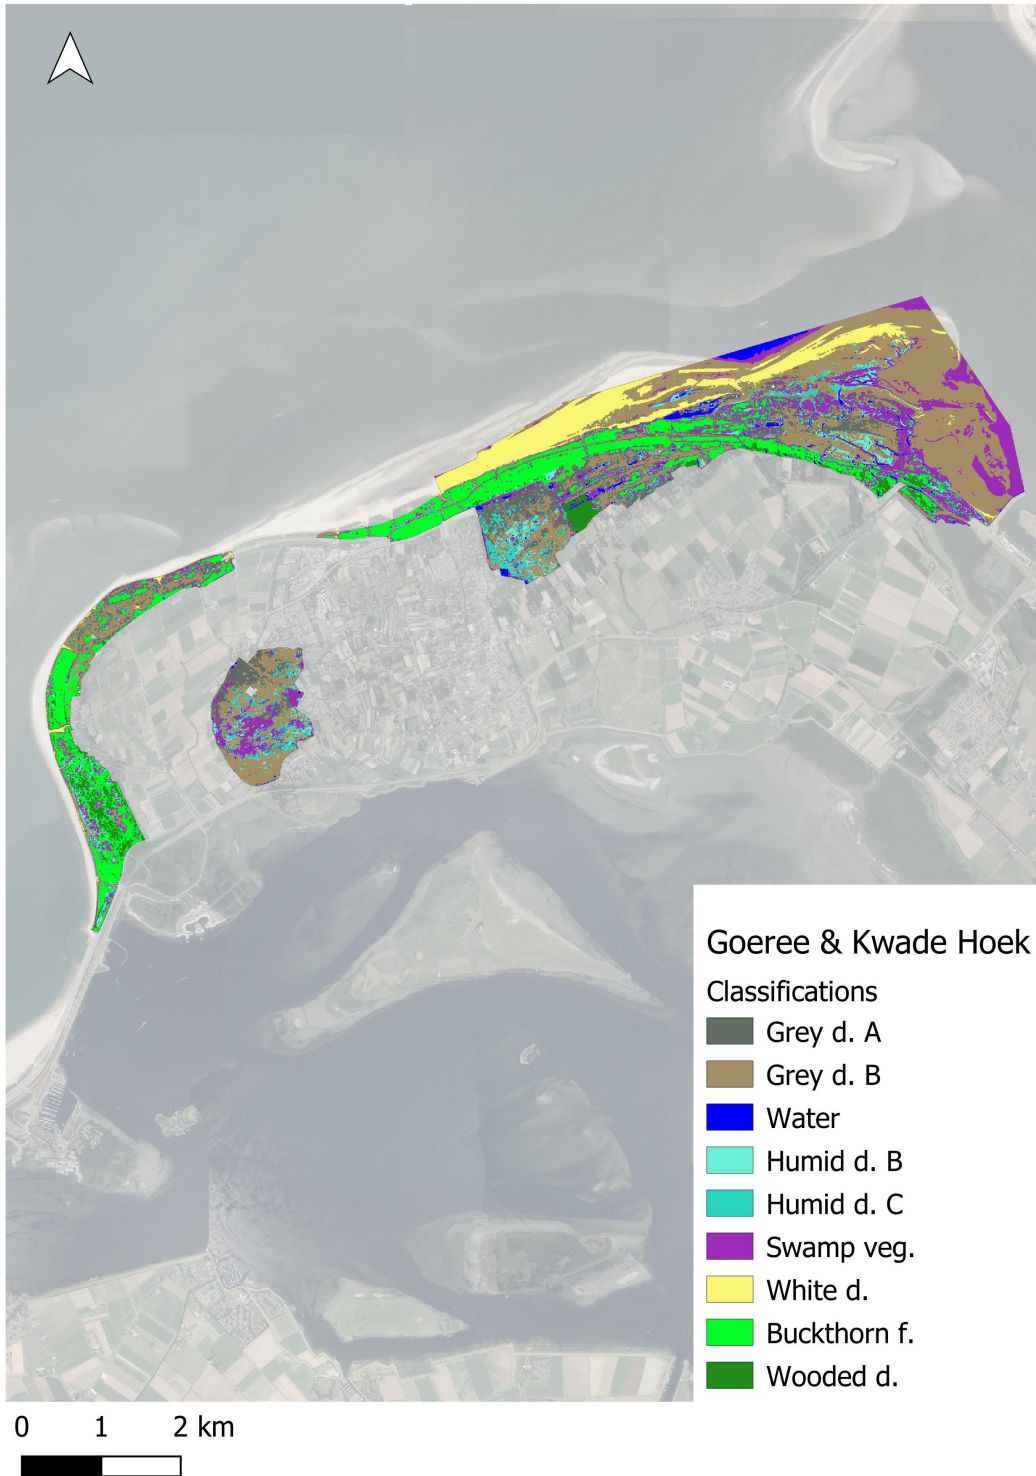 Goeree & Kwade Hoek
Classifications
Grey d. A
Grey d. B
Water
Humid d. B
Humid d. C
Swamp veg.
White d.
Buckthorn f.
Wooded d.
0 1 2 km